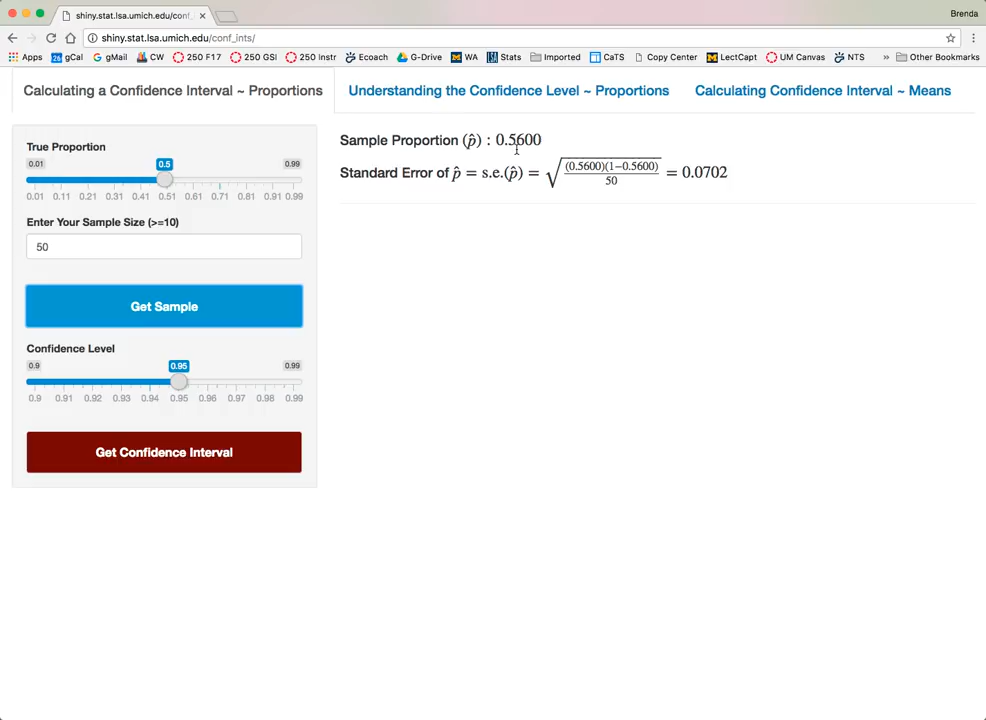 shiny.stat.lsa.umich.edu/conf_ Brenda
shiny.stat.lsa.umich.edu/conf_ints/
Apps gCal gMail CW 250 F17 250 GSI 250 Instr Ecoach G-Drive WA Stats Imported CaTS Copy Center LectCapt UM Canvas NTS » Other Bookmarks
Calculating a Confidence Interval ~ Proportions Understanding the Confidence Level ~ Proportions Calculating Confidence Interval ~ Means
True Proportion
0.01 0.5 0.99
0.01 0.11 0.21 0.31 0.41 0.51 0.61 0.71 0.81 0.91 0.99
Enter Your Sample Size (>=10)
50
Get Sample
Confidence Level
0.9 0.95 0.99
0.9 0.91 0.92 0.93 0.94 0.95 0.96 0.97 0.98 0.99
Get Confidence Interval
Sample Proportion (p̂) : 0.5600
Standard Error of p̂ = s.e.(p̂) = √((0.5600)(1−0.5600)/50) = 0.0702